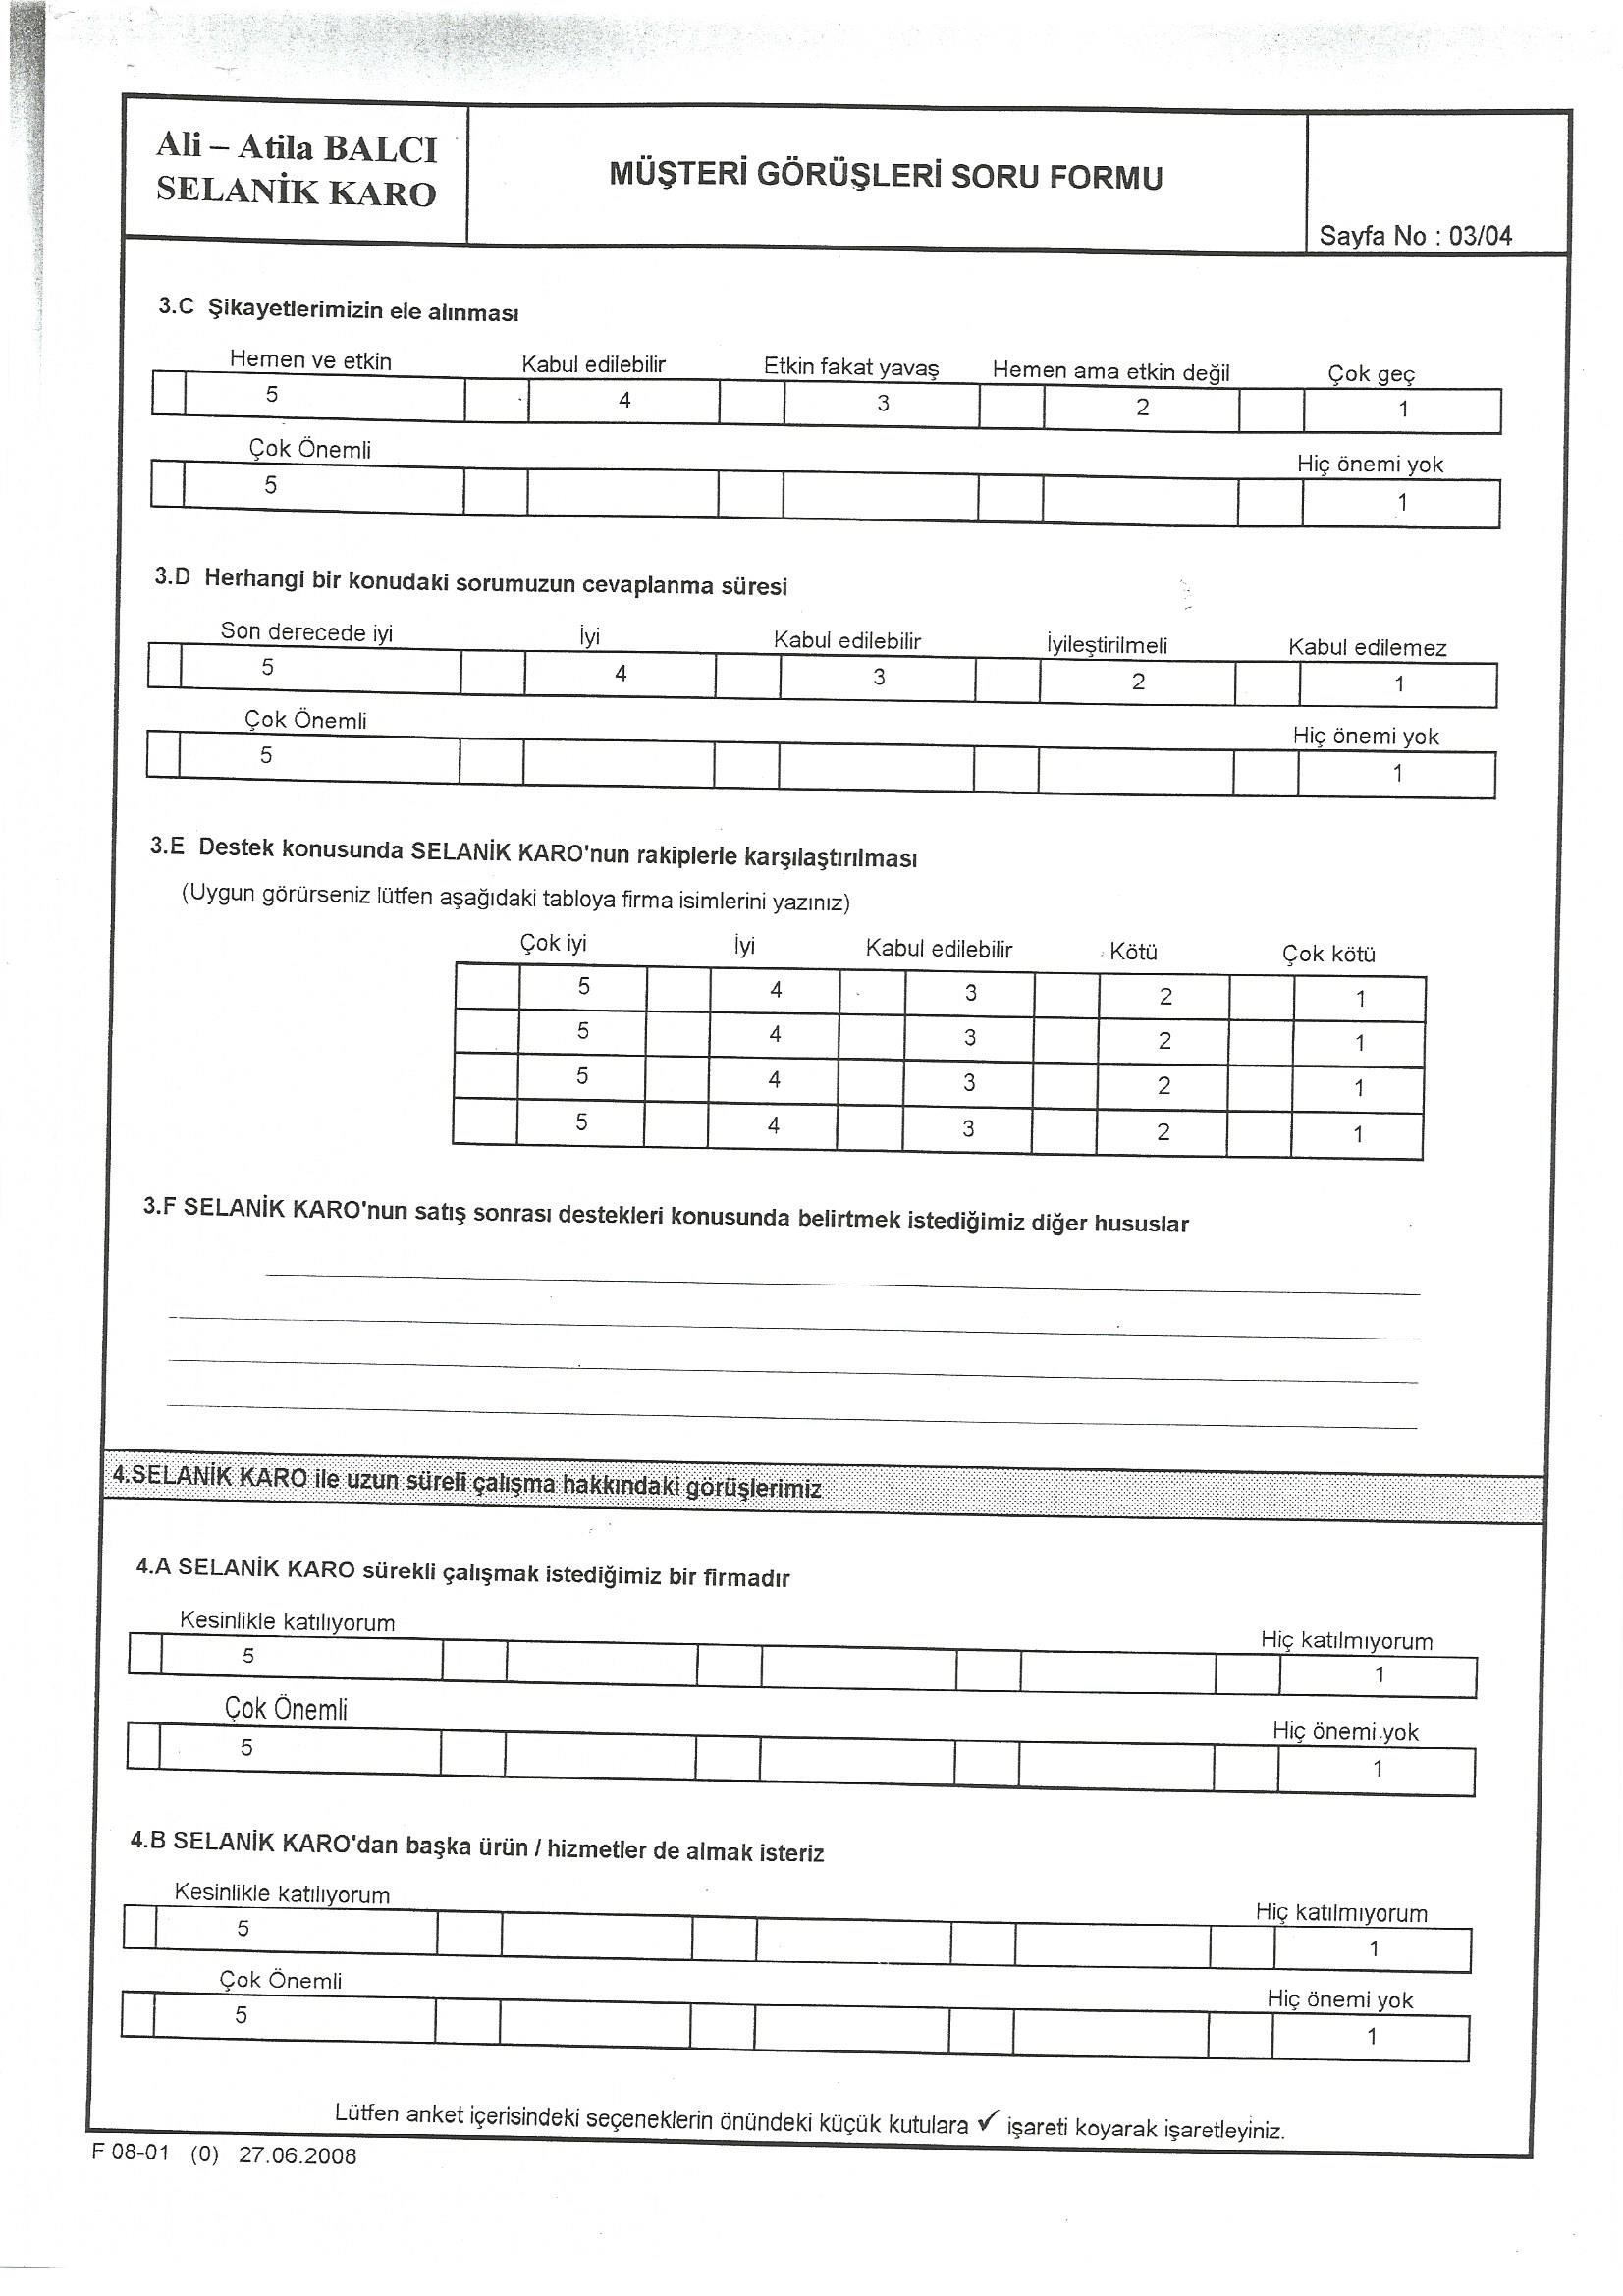 Ali – Atila BALCI
SELANİK KARO
MÜŞTERİ GÖRÜŞLERİ SORU FORMU
Sayfa No : 03/04
3.C Şikayetlerimizin ele alınması
Hemen ve etkin Kabul edilebilir Etkin fakat yavaş Hemen ama etkin değil Çok geç
5 4 3 2 1
Çok Önemli Hiç önemi yok
5 1
3.D Herhangi bir konudaki sorumuzun cevaplanma süresi
Son derecede iyi İyi Kabul edilebilir İyileştirilmeli Kabul edilemez
5 4 3 2 1
Çok Önemli Hiç önemi yok
5 1
3.E Destek konusunda SELANİK KARO'nun rakiplerle karşılaştırılması
(Uygun görürseniz lütfen aşağıdaki tabloya firma isimlerini yazınız)
Çok iyi İyi Kabul edilebilir Kötü Çok kötü
5 4 3 2 1
5 4 3 2 1
5 4 3 2 1
5 4 3 2 1
3.F SELANİK KARO'nun satış sonrası destekleri konusunda belirtmek istediğimiz diğer hususlar
4.SELANİK KARO ile uzun süreli çalışma hakkındaki görüşlerimiz
4.A SELANİK KARO sürekli çalışmak istediğimiz bir firmadır
Kesinlikle katılıyorum Hiç katılmıyorum
5 1
Çok Önemli Hiç önemi yok
5 1
4.B SELANİK KARO'dan başka ürün / hizmetler de almak isteriz
Kesinlikle katılıyorum Hiç katılmıyorum
5 1
Çok Önemli Hiç önemi yok
5 1
Lütfen anket içerisindeki seçeneklerin önündeki küçük kutulara ✓ işareti koyarak işaretleyiniz.
F 08-01 (0) 27.06.2008